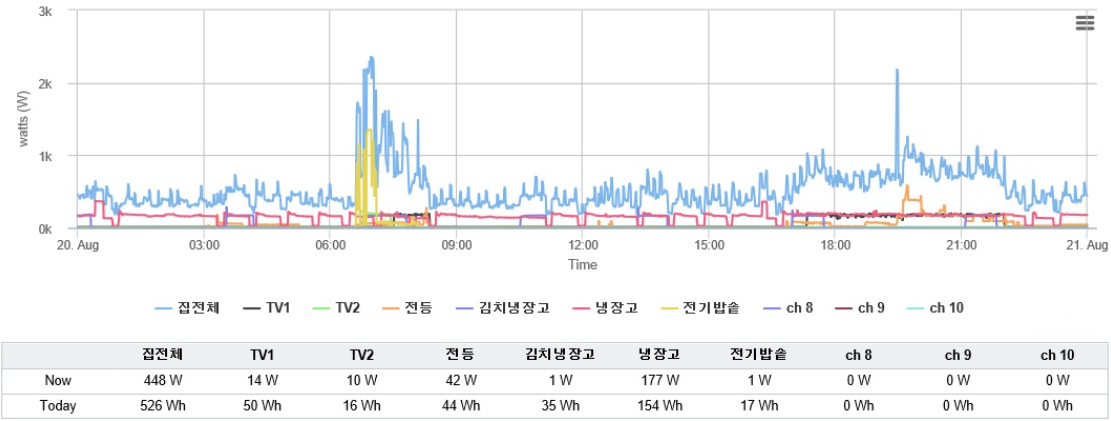 3k
2k
watts (W)
1k
0k
20. Aug 03:00 06:00 09:00 12:00 15:00 18:00 21:00 21. Aug
Time
집전체 TV1 TV2 전등 김치냉장고 냉장고 전기밥솥 ch 8 ch 9 ch 10
집전체 TV1 TV2 전등 김치냉장고 냉장고 전기밥솥 ch 8 ch 9 ch 10
Now 448 W 14 W 10 W 42 W 1 W 177 W 1 W 0 W 0 W 0 W
Today 526 Wh 50 Wh 16 Wh 44 Wh 35 Wh 154 Wh 17 Wh 0 Wh 0 Wh 0 Wh